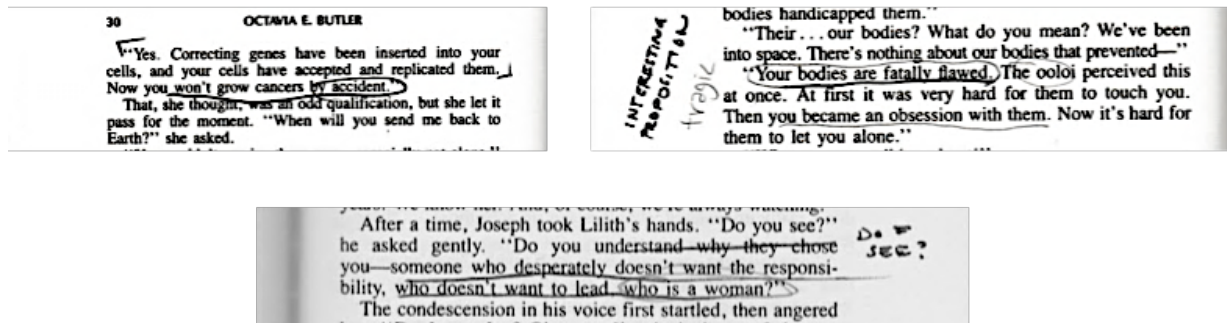 30 OCTAVIA E. BUTLER
"Yes. Correcting genes have been inserted into your
cells, and your cells have accepted and replicated them.
Now you won't grow cancers by accident."
That, she thought, was an odd qualification, but she let it
pass for the moment. "When will you send me back to
Earth?" she asked.
bodies handicapped them."
"Their . . . our bodies? What do you mean? We've been
into space. There's nothing about our bodies that prevented—"
"Your bodies are fatally flawed. The ooloi perceived this
at once. At first it was very hard for them to touch you.
Then you became an obsession with them. Now it's hard for
them to let you alone."
INTERESTING
PROPOSITION
tragic
After a time, Joseph took Lilith's hands. "Do you see?"
he asked gently. "Do you understand why they chose
you—someone who desperately doesn't want the responsi-
bility, who doesn't want to lead, who is a woman?"
The condescension in his voice first startled, then angered
SEE?